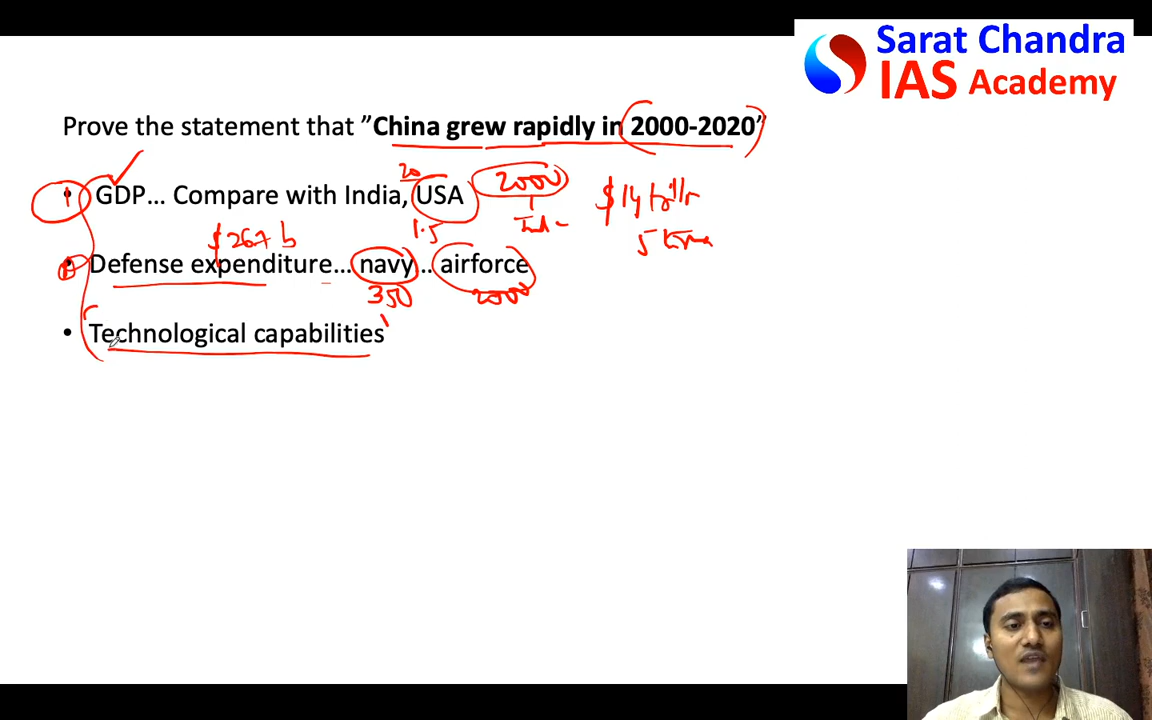 Sarat Chandra
IAS Academy
Prove the statement that ”China grew rapidly in 2000-2020”
20
2000
• GDP... Compare with India, USA
$14
1.5
5
$267 b
• Defense expenditure... navy.. airforce
350
2000
• Technological capabilities